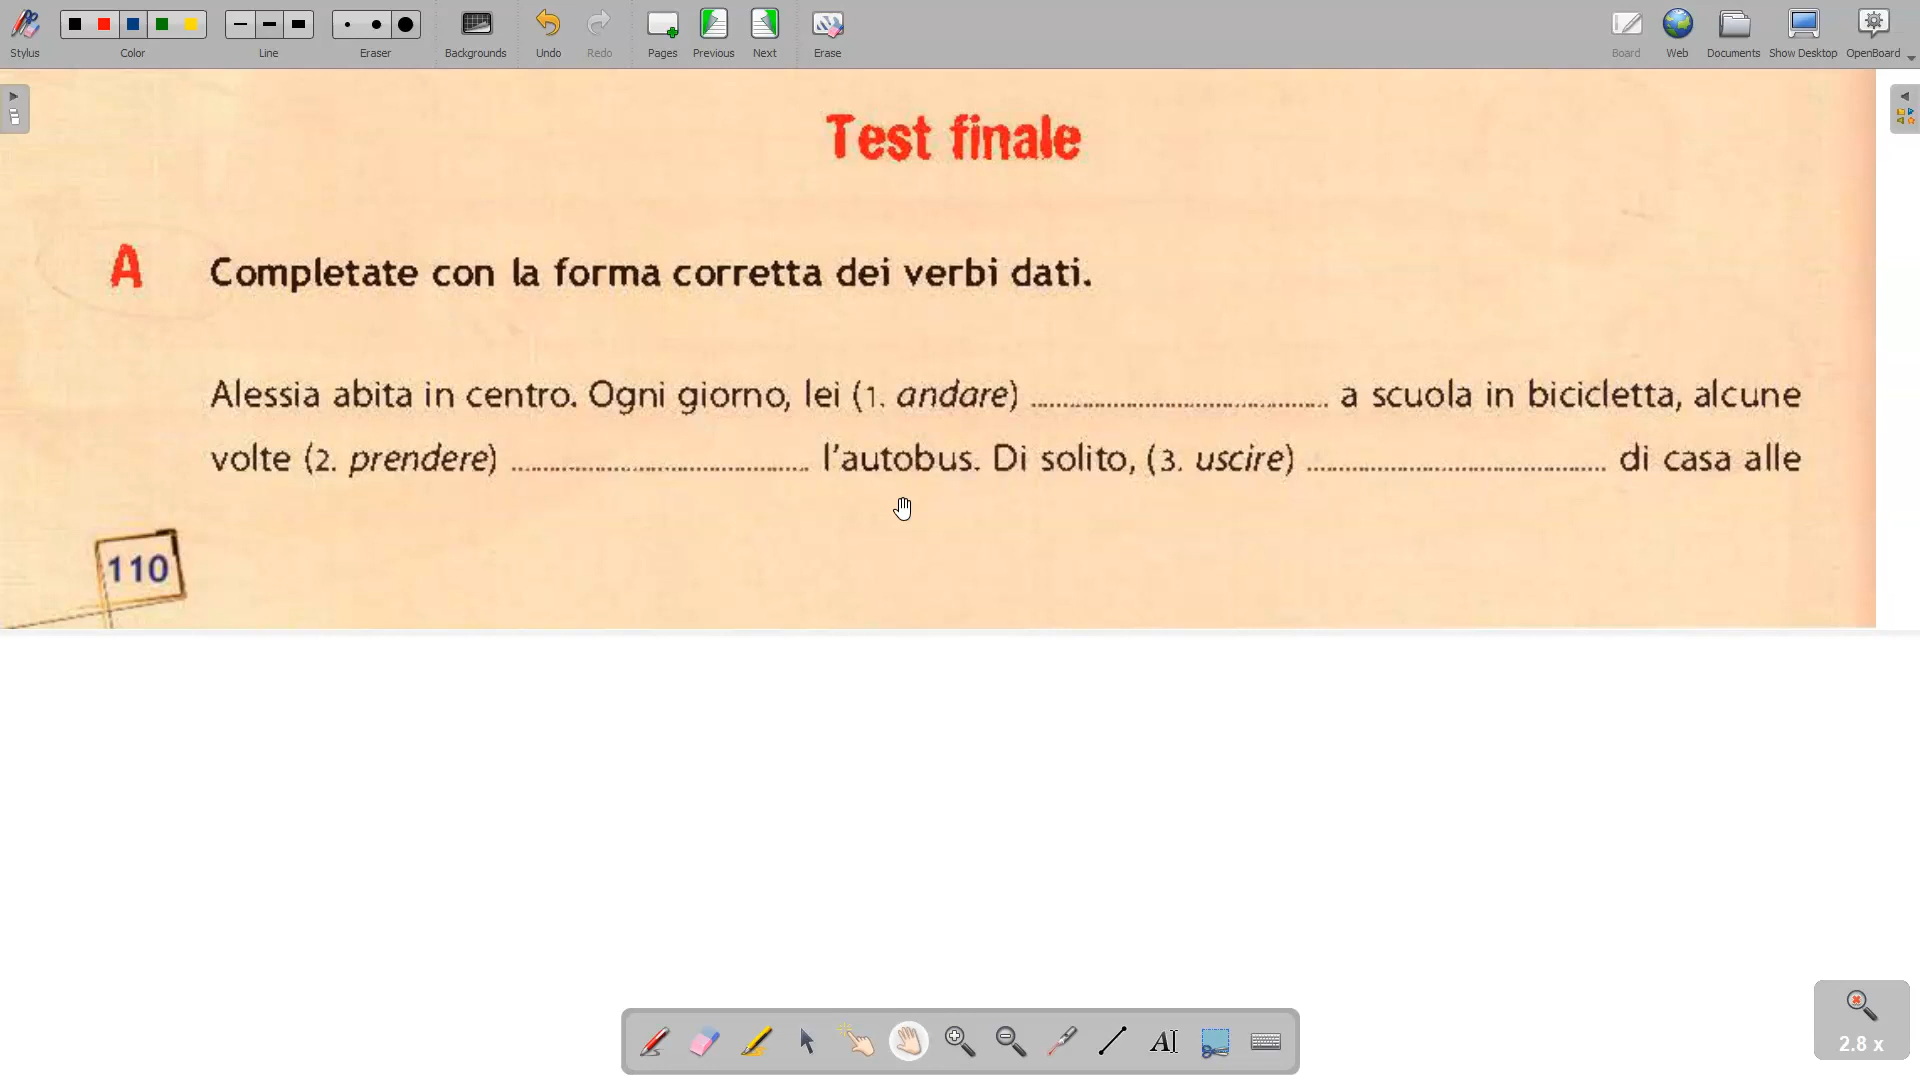 Stylus Color Line Eraser Backgrounds Undo Redo Pages Previous Next Erase Board Web Documents Show Desktop OpenBoard
Test finale
A Completate con la forma corretta dei verbi dati.
Alessia abita in centro. Ogni giorno, lei (1. andare) .............................................. a scuola in bicicletta, alcune
volte (2. prendere) .............................................. l'autobus. Di solito, (3. uscire) .............................................. di casa alle
110
AI
2.8 x